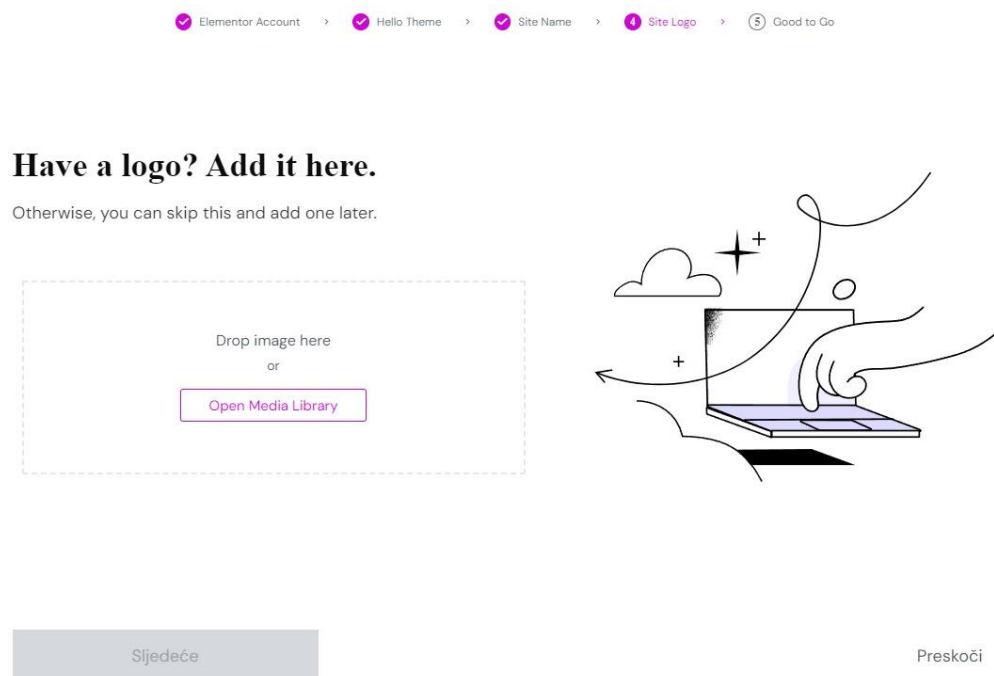 Elementor Account > Hello Theme > Site Name > 4 Site Logo > 5 Good to Go
Have a logo? Add it here.
Otherwise, you can skip this and add one later.
Drop image here
or
Open Media Library
Sljedeće Preskoči